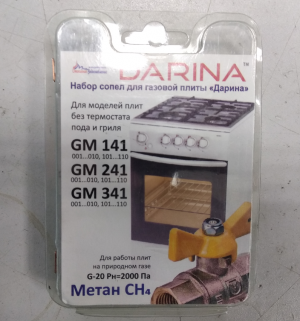 DARINA™
Набор сопел для газовой плиты «Дарина»
Для моделей плит
без термостата
пода и гриля
GM 141
001...010, 101...110
GM 241
001...010, 101...110
GM 341
001...010, 101...110
Для работы плит
на природном газе
G-20 Рн=2000 Па
Метан CH₄